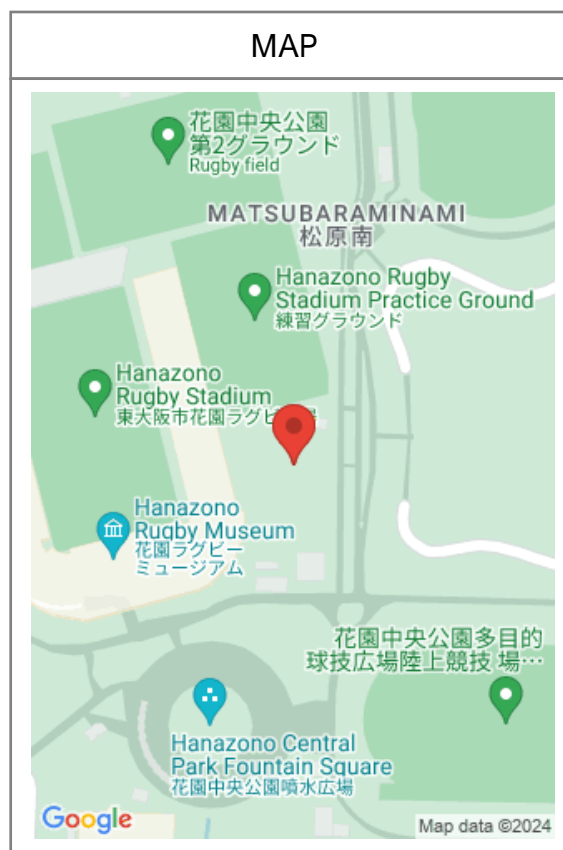 MAP
花園中央公園
第2グラウンド
Rugby field
MATSUBARAMINAMI
松原南
Hanazono Rugby
Stadium Practice Ground
練習グラウンド
Hanazono
Rugby Stadium
東大阪市花園ラグビ
Hanazono
Rugby Museum
花園ラグビー
ミュージアム
花園中央公園多目的
球技広場陸上競技 場…
Hanazono Central
Park Fountain Square
花園中央公園噴水広場
Google
Map data ©2024